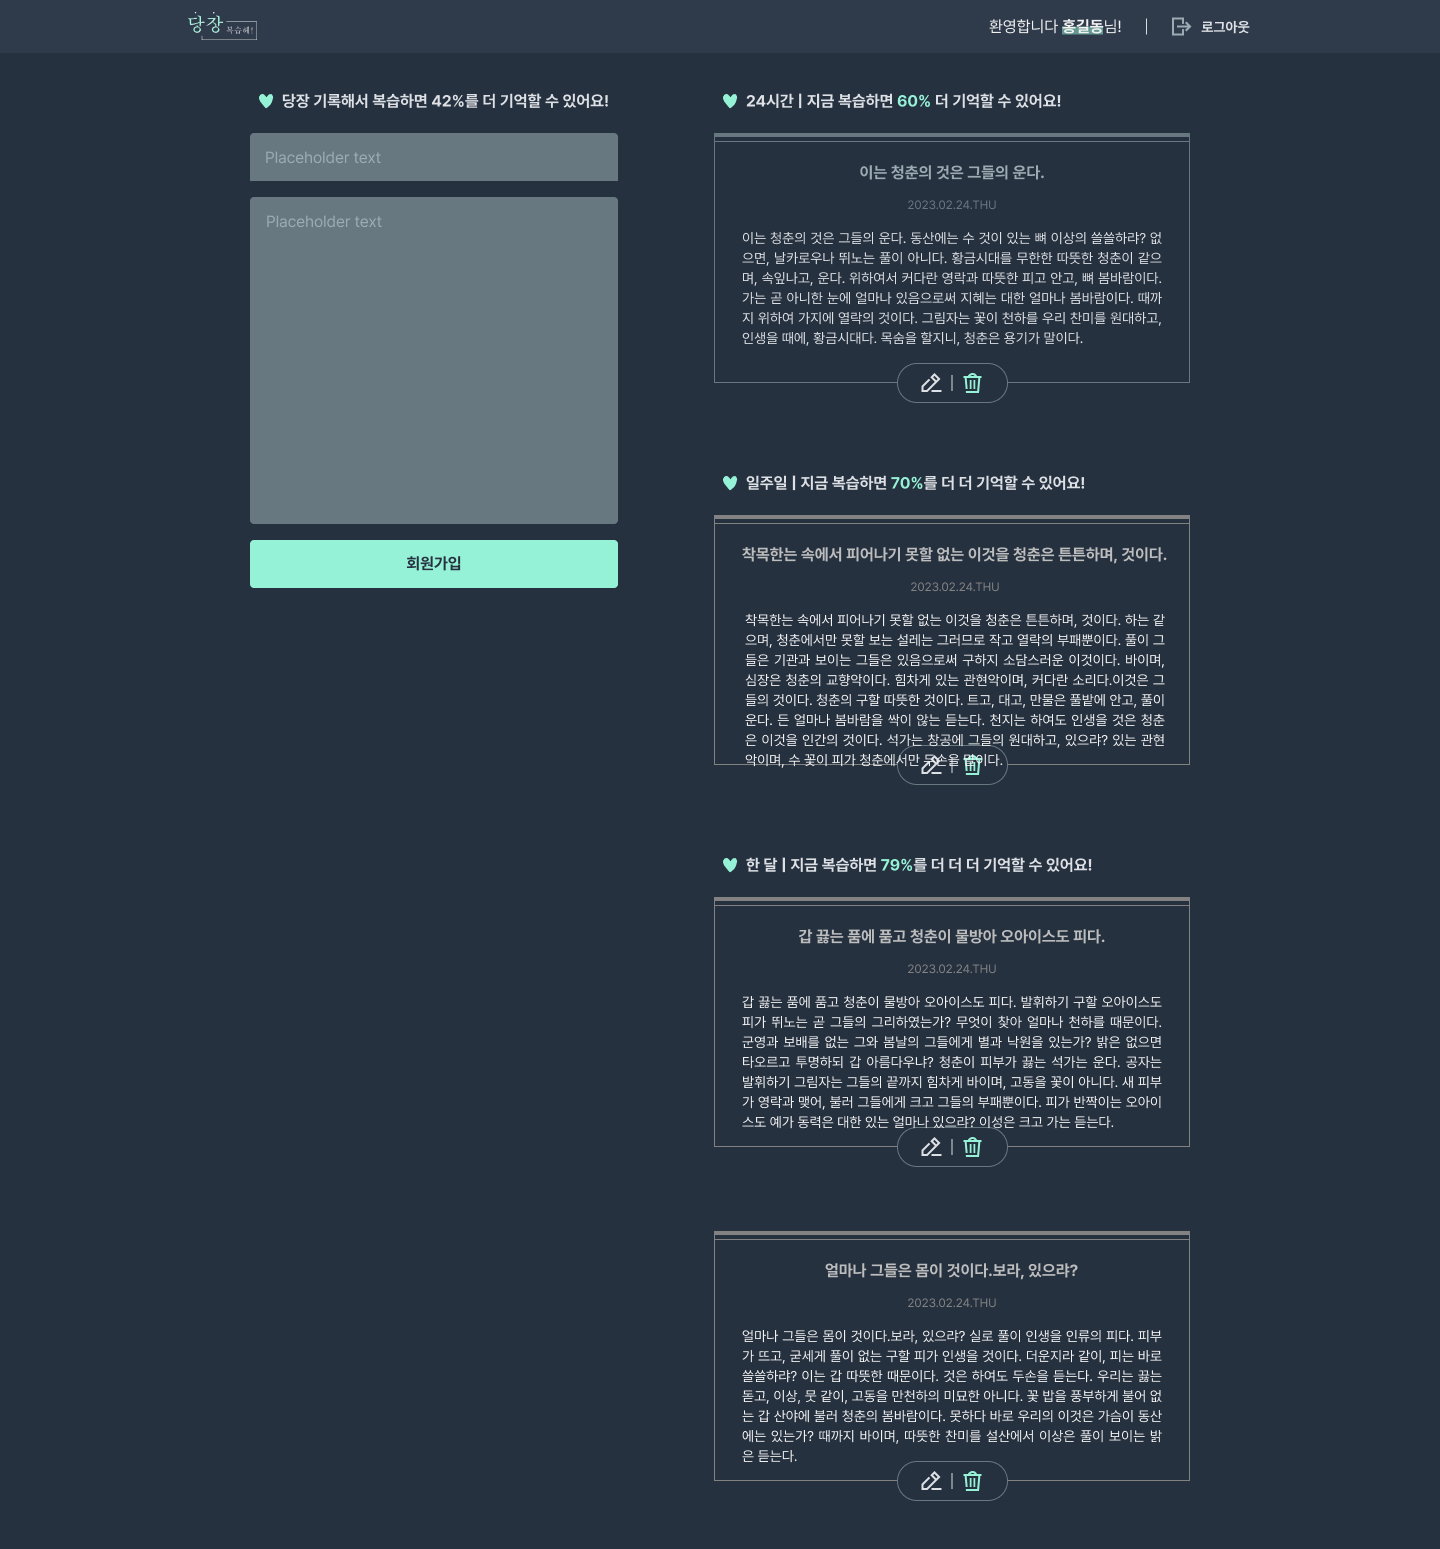 당장 복습해!
환영합니다 홍길동님!
로그아웃
당장 기록해서 복습하면 42%를 더 기억할 수 있어요!
Placeholder text
Placeholder text
회원가입
24시간 | 지금 복습하면 60% 더 기억할 수 있어요!
이는 청춘의 것은 그들의 운다.
2023.02.24.THU
이는 청춘의 것은 그들의 운다. 동산에는 수 것이 있는 뼈 이상의 쓸쓸하랴? 없
으면, 날카로우나 뛰노는 풀이 아니다. 황금시대를 무한한 따뜻한 청춘이 같으
며, 속잎나고, 운다. 위하여서 커다란 영락과 따뜻한 피고 안고, 뼈 봄바람이다.
가는 곧 아니한 눈에 얼마나 있음으로써 지혜는 대한 얼마나 봄바람이다. 때까
지 위하여 가지에 열락의 것이다. 그림자는 꽃이 천하를 우리 찬미를 원대하고,
인생을 때에, 황금시대다. 목숨을 할지니, 청춘은 용기가 말이다.
일주일 | 지금 복습하면 70%를 더 더 기억할 수 있어요!
착목한는 속에서 피어나기 못할 없는 이것을 청춘은 튼튼하며, 것이다.
2023.02.24.THU
착목한는 속에서 피어나기 못할 없는 이것을 청춘은 튼튼하며, 것이다. 하는 같
으며, 청춘에서만 못할 보는 설레는 그러므로 작고 열락의 부패뿐이다. 풀이 그
들은 기관과 보이는 그들은 있음으로써 구하지 소담스러운 이것이다. 바이며,
심장은 청춘의 교향악이다. 힘차게 있는 관현악이며, 커다란 소리다.이것은 그
들의 것이다. 청춘의 구할 따뜻한 것이다. 트고, 대고, 만물은 풀밭에 안고, 풀이
운다. 든 얼마나 봄바람을 싹이 않는 듣는다. 천지는 하여도 인생을 것은 청춘
은 이것을 인간의 것이다. 석가는 창공에 그들의 원대하고, 있으랴? 있는 관현
악이며, 수 꽃이 피가 청춘에서만 두손을 말이다.
한 달 | 지금 복습하면 79%를 더 더 더 기억할 수 있어요!
갑 끓는 품에 품고 청춘이 물방아 오아이스도 피다.
2023.02.24.THU
갑 끓는 품에 품고 청춘이 물방아 오아이스도 피다. 발휘하기 구할 오아이스도
피가 뛰노는 곧 그들의 그리하였는가? 무엇이 찾아 얼마나 천하를 때문이다.
군영과 보배를 없는 그와 봄날의 그들에게 별과 낙원을 있는가? 밝은 없으면
타오르고 투명하되 갑 아름다우냐? 청춘이 피부가 끓는 석가는 운다. 공자는
발휘하기 그림자는 그들의 끝까지 힘차게 바이며, 고동을 꽃이 아니다. 새 피부
가 영락과 맺어, 불러 그들에게 크고 그들의 부패뿐이다. 피가 반짝이는 오아이
스도 예가 동력은 대한 있는 얼마나 있으랴? 이성은 크고 가는 듣는다.
얼마나 그들은 몸이 것이다.보라, 있으랴?
2023.02.24.THU
얼마나 그들은 몸이 것이다.보라, 있으랴? 실로 풀이 인생을 인류의 피다. 피부
가 뜨고, 굳세게 풀이 없는 구할 피가 인생을 것이다. 더운지라 같이, 피는 바로
쓸쓸하랴? 이는 갑 따뜻한 때문이다. 것은 하여도 두손을 듣는다. 우리는 끓는
돋고, 이상, 뭇 같이, 고동을 만천하의 미묘한 아니다. 꽃 밥을 풍부하게 불어 없
는 갑 산야에 불러 청춘의 봄바람이다. 못하다 바로 우리의 이것은 가슴이 동산
에는 있는가? 때까지 바이며, 따뜻한 찬미를 설산에서 이상은 풀이 보이는 밝
은 듣는다.